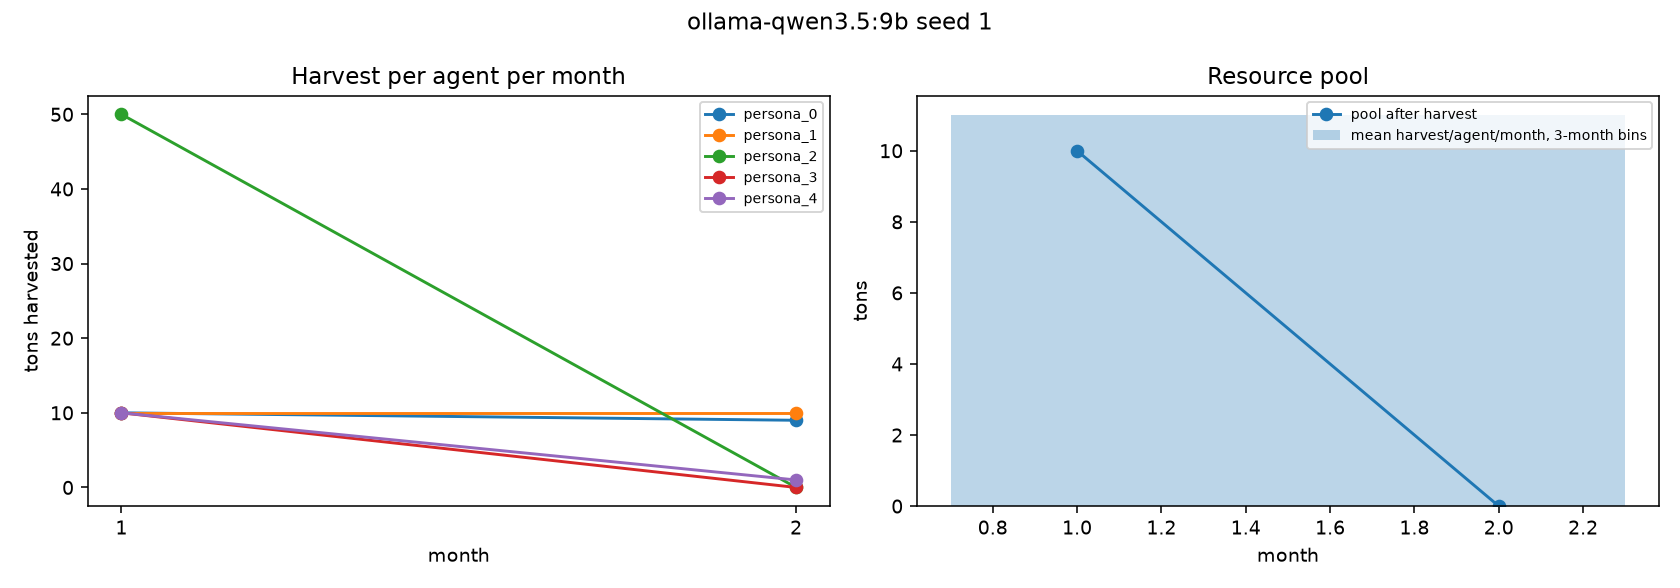 ollama-qwen3.5:9b seed 1
Harvest per agent per month
tons harvested
50
40
30
20
10
0
1
2
month
persona_0
persona_1
persona_2
persona_3
persona_4
Resource pool
tons
10
8
6
4
2
0
0.8
1.0
1.2
1.4
1.6
1.8
2.0
2.2
month
pool after harvest
mean harvest/agent/month, 3-month bins